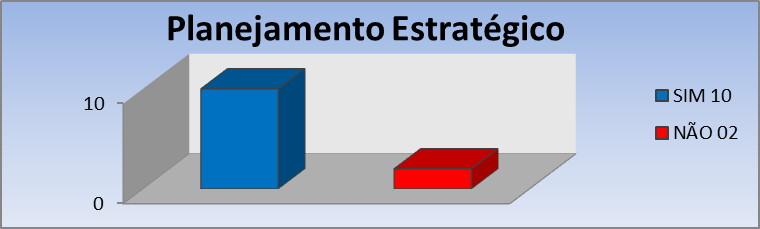 Planejamento Estratégico
10
0
SIM 10
NÃO 02